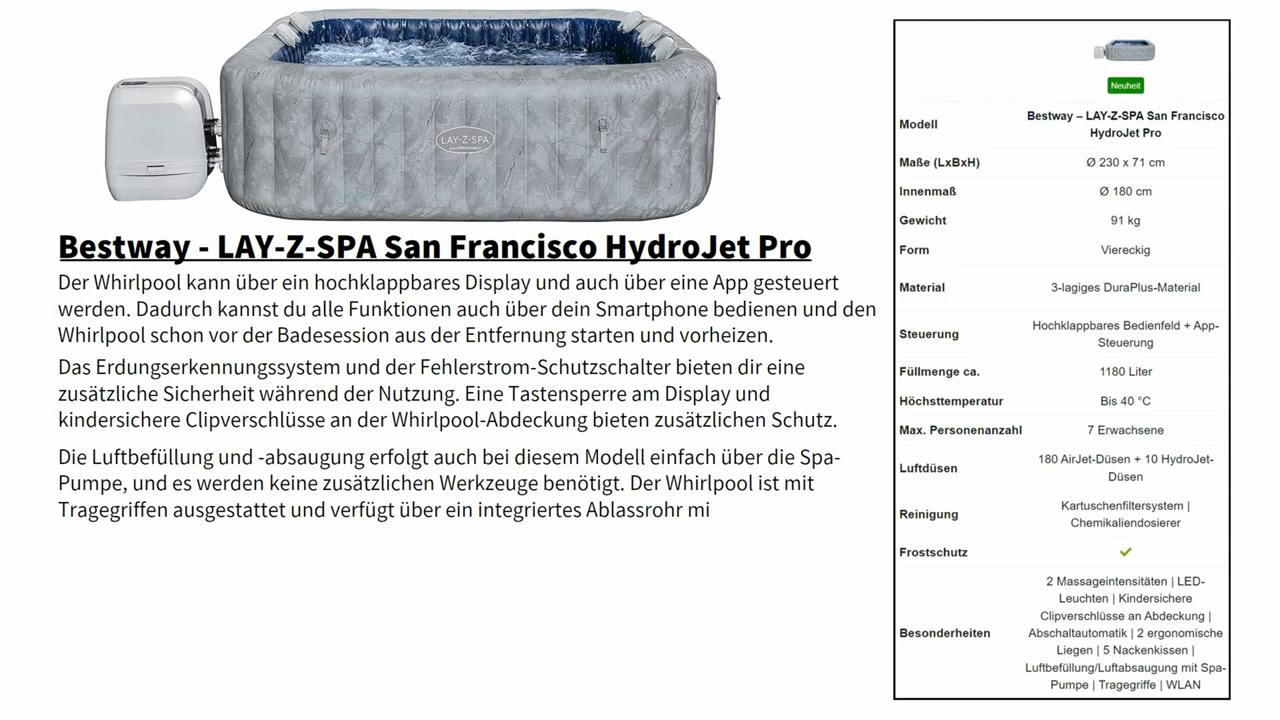 LAY-Z-SPA
SAN FRANCISCO
Bestway - LAY-Z-SPA San Francisco HydroJet Pro
Der Whirlpool kann über ein hochklappbares Display und auch über eine App gesteuert
werden. Dadurch kannst du alle Funktionen auch über dein Smartphone bedienen und den
Whirlpool schon vor der Badesession aus der Entfernung starten und vorheizen.
Das Erdungserkennungssystem und der Fehlerstrom-Schutzschalter bieten dir eine
zusätzliche Sicherheit während der Nutzung. Eine Tastensperre am Display und
kindersichere Clipverschlüsse an der Whirlpool-Abdeckung bieten zusätzlichen Schutz.
Die Luftbefüllung und -absaugung erfolgt auch bei diesem Modell einfach über die Spa-
Pumpe, und es werden keine zusätzlichen Werkzeuge benötigt. Der Whirlpool ist mit
Tragegriffen ausgestattet und verfügt über ein integriertes Ablassrohr mi
Neuheit
Modell
Bestway – LAY-Z-SPA San Francisco
HydroJet Pro
Maße (LxBxH)
Ø 230 x 71 cm
Innenmaß
Ø 180 cm
Gewicht
91 kg
Form
Viereckig
Material
3-lagiges DuraPlus-Material
Steuerung
Hochklappbares Bedienfeld + App-
Steuerung
Füllmenge ca.
1180 Liter
Höchsttemperatur
Bis 40 °C
Max. Personenanzahl
7 Erwachsene
Luftdüsen
180 AirJet-Düsen + 10 HydroJet-
Düsen
Reinigung
Kartuschenfiltersystem |
Chemikaliendosierer
Frostschutz
Besonderheiten
2 Massageintensitäten | LED-
Leuchten | Kindersichere
Clipverschlüsse an Abdeckung |
Abschaltautomatik | 2 ergonomische
Liegen | 5 Nackenkissen |
Luftbefüllung/Luftabsaugung mit Spa-
Pumpe | Tragegriffe | WLAN